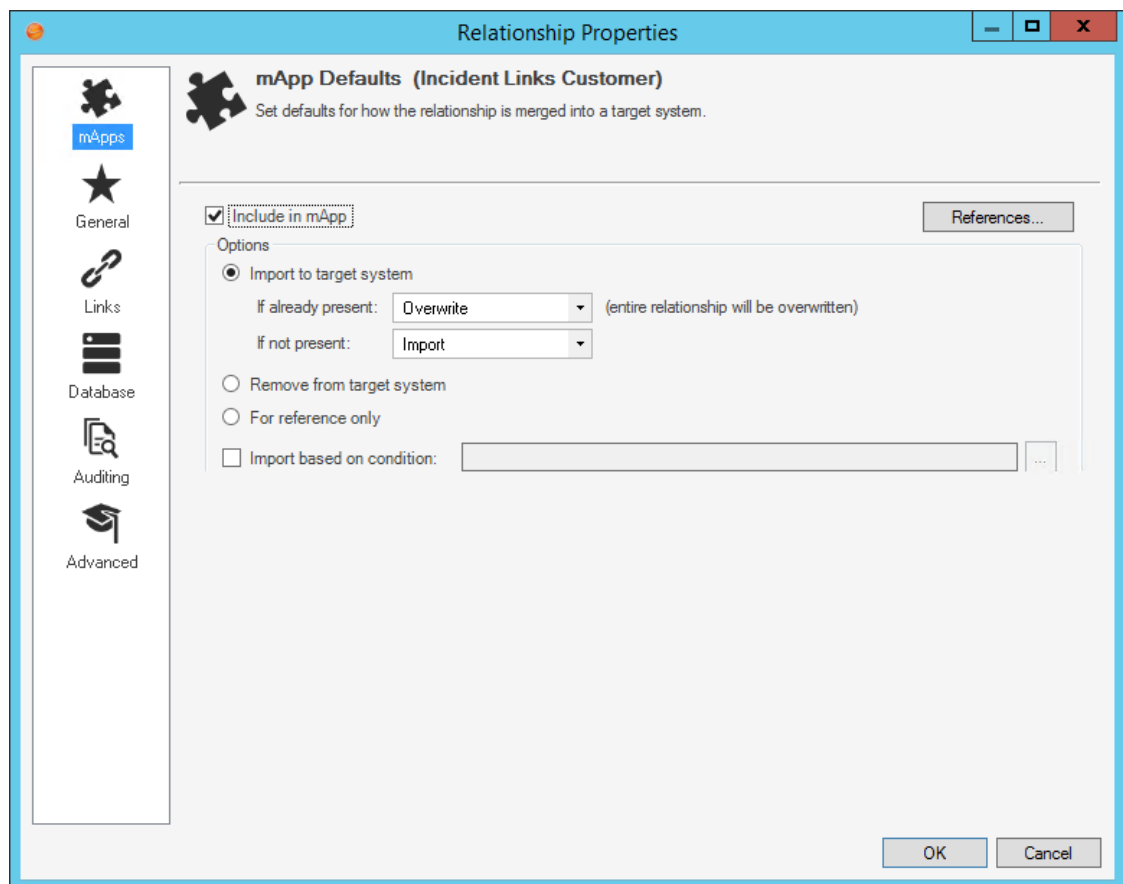 Relationship Properties
mApps
General
Links
Database
Auditing
Advanced
mApp Defaults (Incident Links Customer)
Set defaults for how the relationship is merged into a target system.
Include in mApp
References...
Options
Import to target system
If already present: Overwrite (entire relationship will be overwritten)
If not present: Import
Remove from target system
For reference only
Import based on condition: ...
OK Cancel